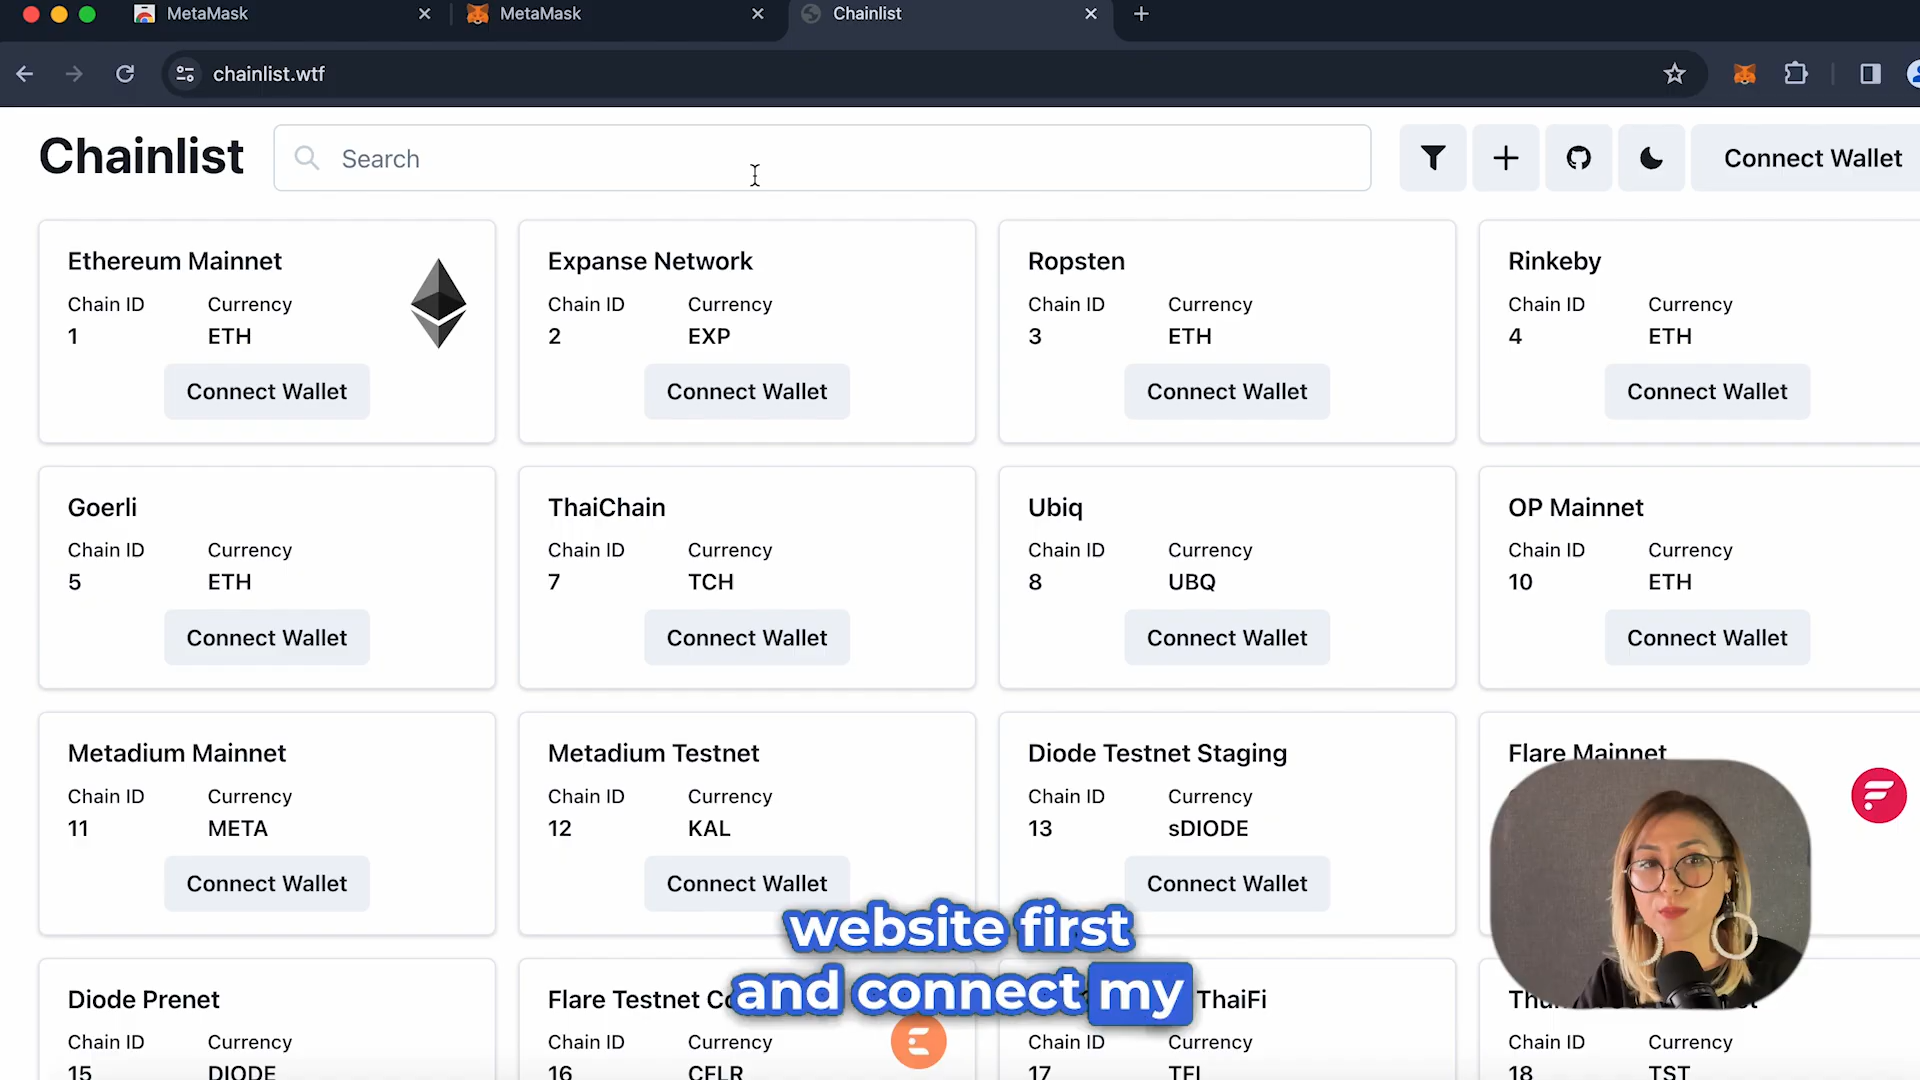 MetaMask
MetaMask
Chainlist
chainlist.wtf
Chainlist
Search
Connect Wallet
Ethereum Mainnet
Chain ID
Currency
1
ETH
Connect Wallet
Expanse Network
Chain ID
Currency
2
EXP
Connect Wallet
Ropsten
Chain ID
Currency
3
ETH
Connect Wallet
Rinkeby
Chain ID
Currency
4
ETH
Connect Wallet
Goerli
Chain ID
Currency
5
ETH
Connect Wallet
ThaiChain
Chain ID
Currency
7
TCH
Connect Wallet
Ubiq
Chain ID
Currency
8
UBQ
Connect Wallet
OP Mainnet
Chain ID
Currency
10
ETH
Connect Wallet
Metadium Mainnet
Chain ID
Currency
11
META
Connect Wallet
Metadium Testnet
Chain ID
Currency
12
KAL
Connect Wallet
Diode Testnet Staging
Chain ID
Currency
13
sDIODE
Connect Wallet
Flare Mainnet
website first
and connect my
Diode Prenet
Chain ID
Currency
15
DIODE
Flare Testnet
Chain ID
Currency
16
CFLR
ThaiFi
Chain ID
Currency
17
TFI
Chain ID
Currency
18
TST